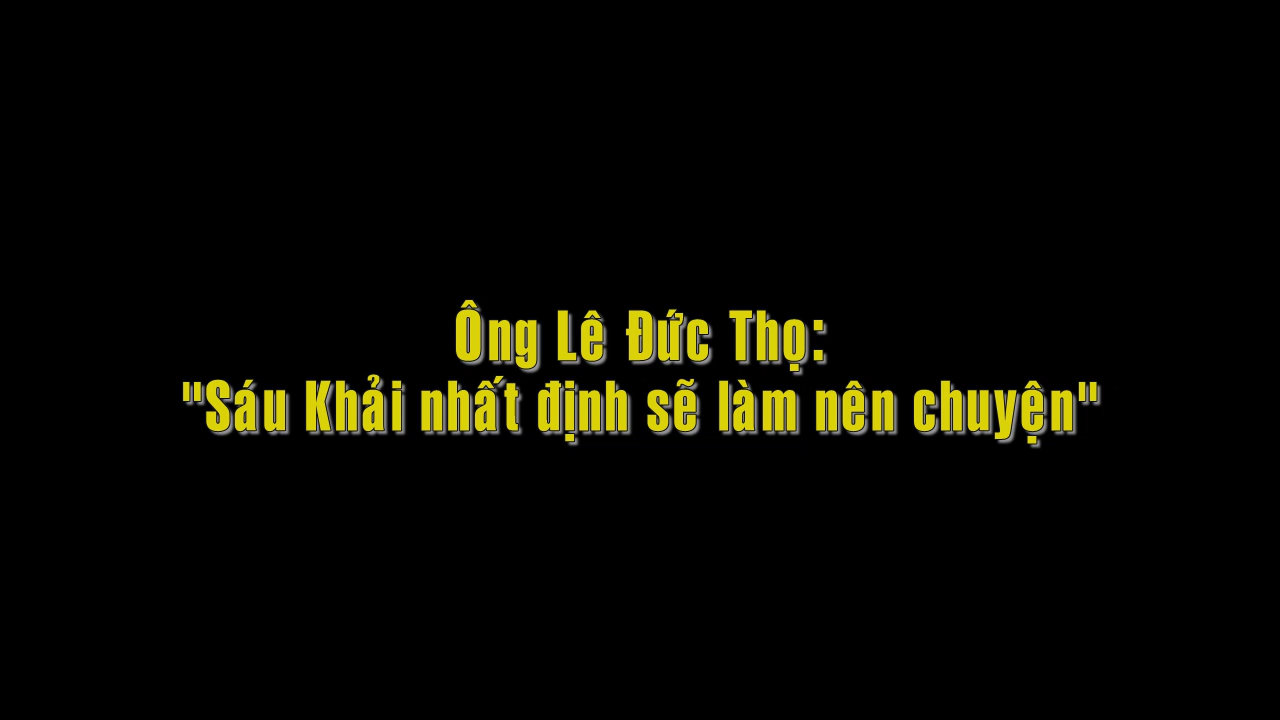 Ông Lê Đức Thọ:
"Sáu Khải nhất định sẽ làm nên chuyện"